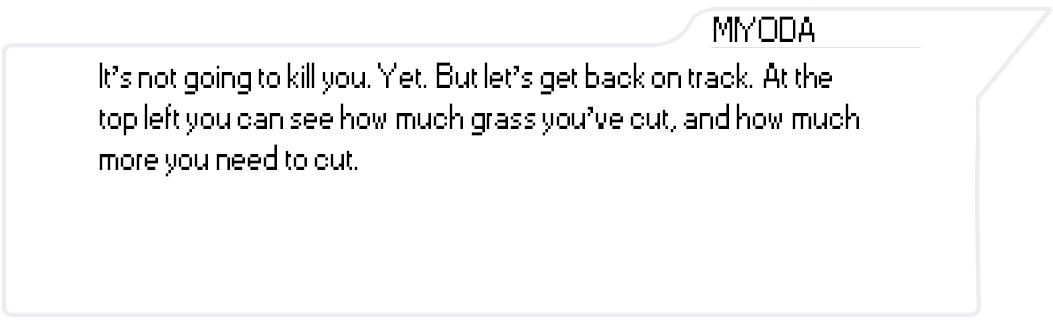 MIYODA
It's not going to kill you. Yet. But let's get back on track. At the
top left you can see how much grass you've cut, and how much
more you need to cut.